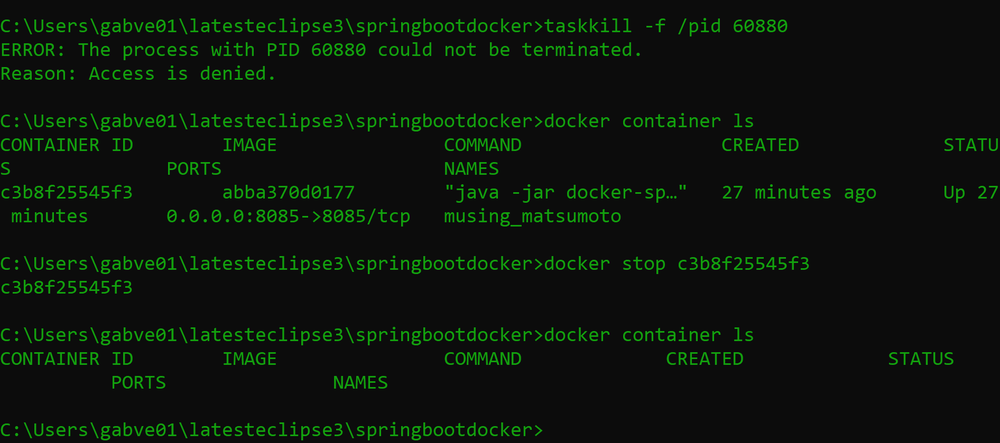 C:\Users\gabve01\latesteclipse3\springbootdocker>taskkill -f /pid 60880
ERROR: The process with PID 60880 could not be terminated.
Reason: Access is denied.
C:\Users\gabve01\latesteclipse3\springbootdocker>docker container ls
CONTAINER ID        IMAGE               COMMAND                  CREATED             STATU
S              PORTS                    NAMES
c3b8f25545f3        abba370d0177        "java -jar docker-sp…"   27 minutes ago      Up 27
 minutes       0.0.0.0:8085->8085/tcp   musing_matsumoto
C:\Users\gabve01\latesteclipse3\springbootdocker>docker stop c3b8f25545f3
c3b8f25545f3
C:\Users\gabve01\latesteclipse3\springbootdocker>docker container ls
CONTAINER ID        IMAGE               COMMAND             CREATED             STATUS
          PORTS               NAMES
C:\Users\gabve01\latesteclipse3\springbootdocker>